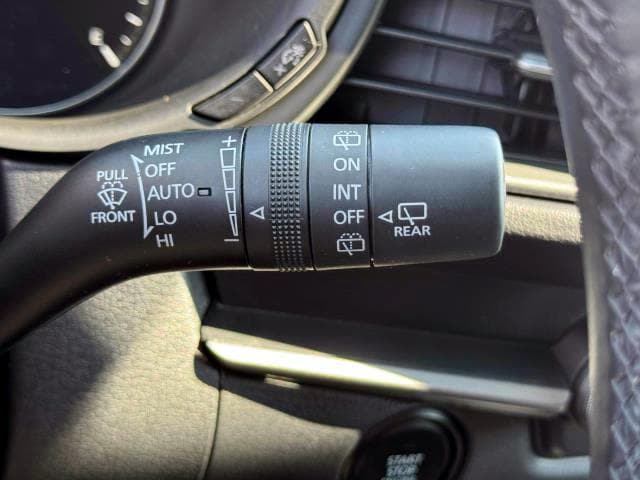 MIST
OFF
AUTO
LO
HI
PULL
FRONT
+
-
ON
INT
OFF
REAR
START
STOP